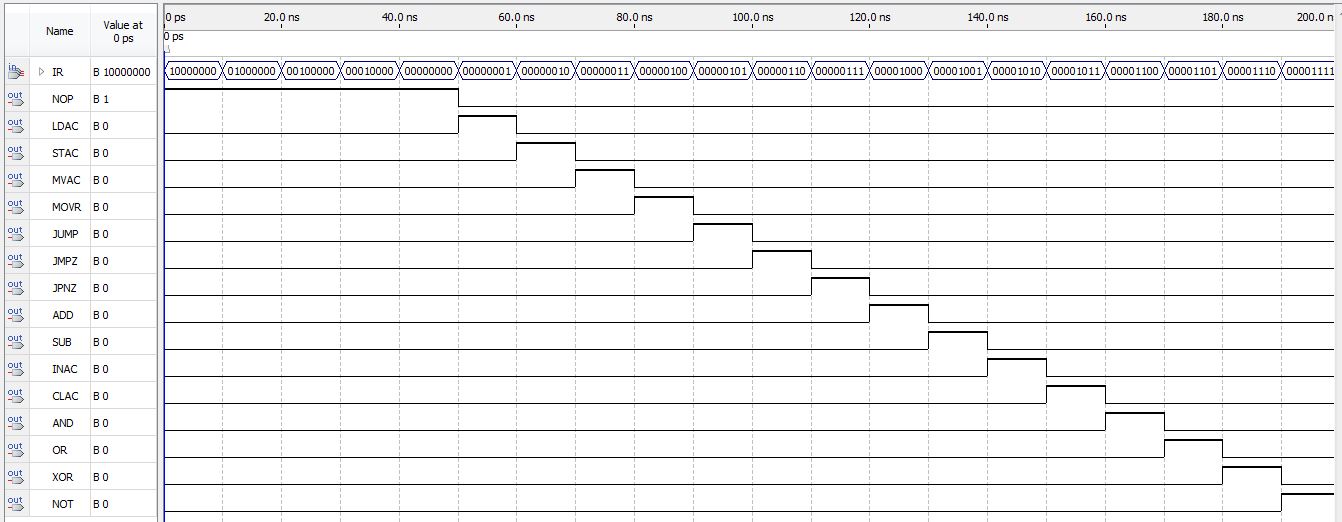 Name Value at 0 ps 0 ps 20.0 ns 40.0 ns 60.0 ns 80.0 ns 100.0 ns 120.0 ns 140.0 ns 160.0 ns 180.0 ns 200.0 n
0 ps
in IR B 10000000 10000000 01000000 00100000 00010000 00000000 00000001 00000010 00000011 00000100 00000101 00000110 00000111 00001000 00001001 00001010 00001011 00001100 00001101 00001110 00001111
out NOP B 1
out LDAC B 0
out STAC B 0
out MVAC B 0
out MOVR B 0
out JUMP B 0
out JMPZ B 0
out JPNZ B 0
out ADD B 0
out SUB B 0
out INAC B 0
out CLAC B 0
out AND B 0
out OR B 0
out XOR B 0
out NOT B 0